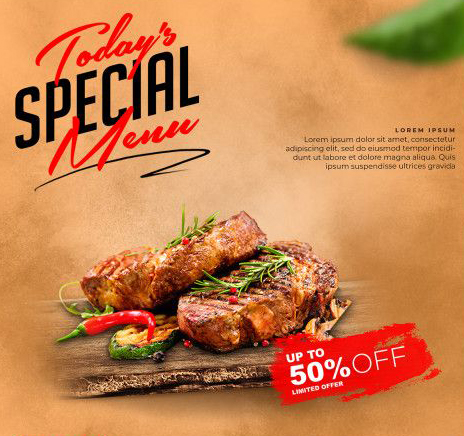 Today's
SPECIAL
Menu
LOREM IPSUM
Lorem ipsum dolor sit amet, consectetur
adipiscing elit, sed do eiusmod tempor incidi-
dunt ut labore et dolore magna aliqua. Quis
ipsum suspendisse ultrices gravida
UP TO
50% OFF
LIMITED OFFER